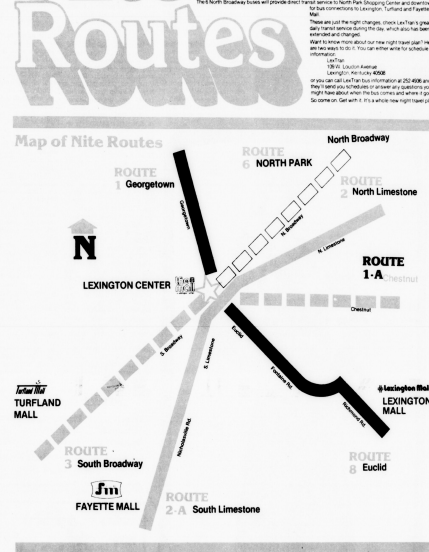 Routes
The 6 North Broadway buses will provide direct transit service to North Park Shopping Center and downtow
for bus connections to Lexington, Turfland and Fayette
Mall.
These are just the night changes, check LexTran's grea
daily transit service during the day, which also has been
extended and changed.
Want to know more about our new night travel plan? He
are two ways to do it. You can either write for schedule
information:
LexTran
109 W. Loudon Avenue
Lexington, Kentucky 40508
or you can call LexTran bus information at 252-4936 and
they'll send you schedules or answer any questions you
might have about when the bus comes and where it go
So come on. Get with it. It's a whole new night travel pl
Map of Nite Routes
North Broadway
ROUTE
6 NORTH PARK
ROUTE
1 Georgetown
ROUTE
2 North Limestone
Georgetown
N. Broadway
N. Limestone
N
ROUTE
1-A Chestnut
LEXINGTON CENTER
Chestnut
S. Broadway
S. Limestone
Euclid
Fontaine Rd.
Richmond Rd.
Nicholasville Rd.
Turfland Mall
TURFLAND
MALL
Lexington Mall
LEXINGTON
MALL
ROUTE
3 South Broadway
ROUTE
8 Euclid
fm
FAYETTE MALL
ROUTE
2-A South Limestone